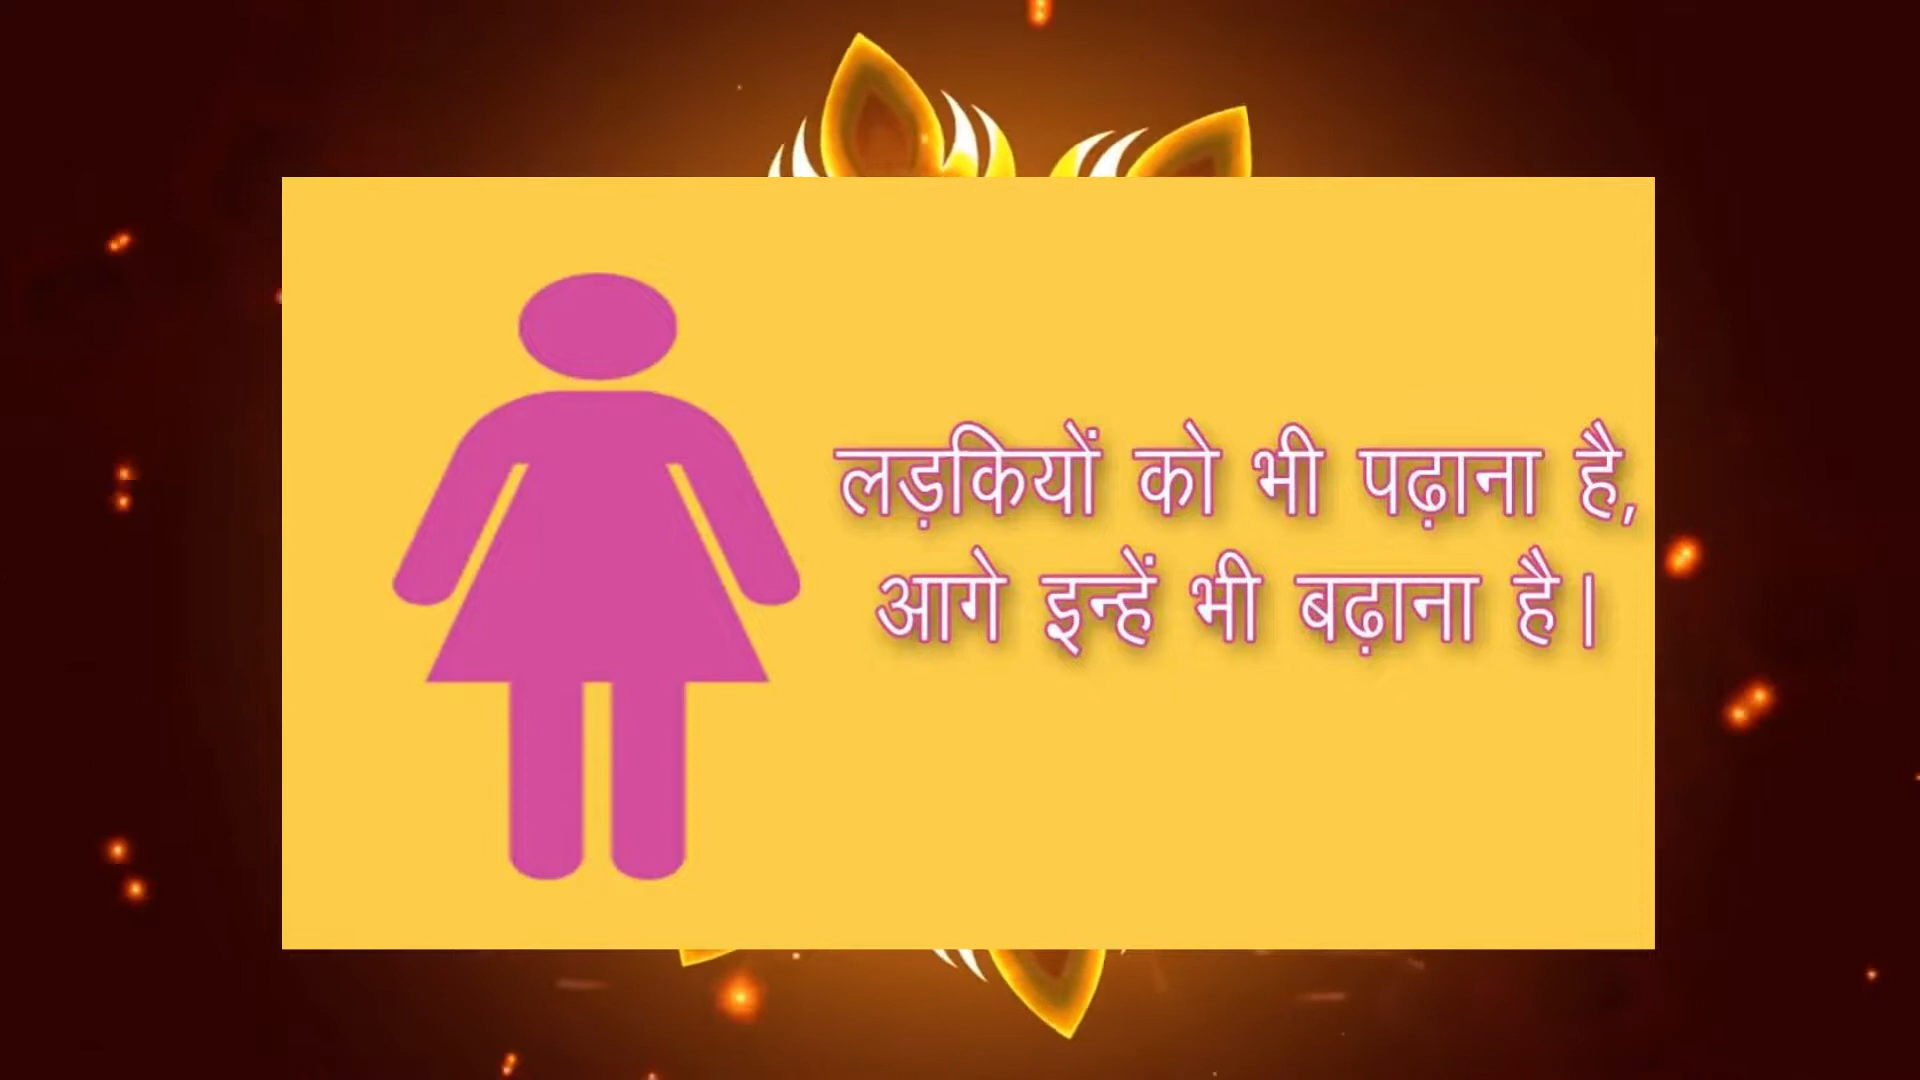 लड़कियों को भी पढ़ाना है,
आगे इन्हें भी बढ़ाना है।